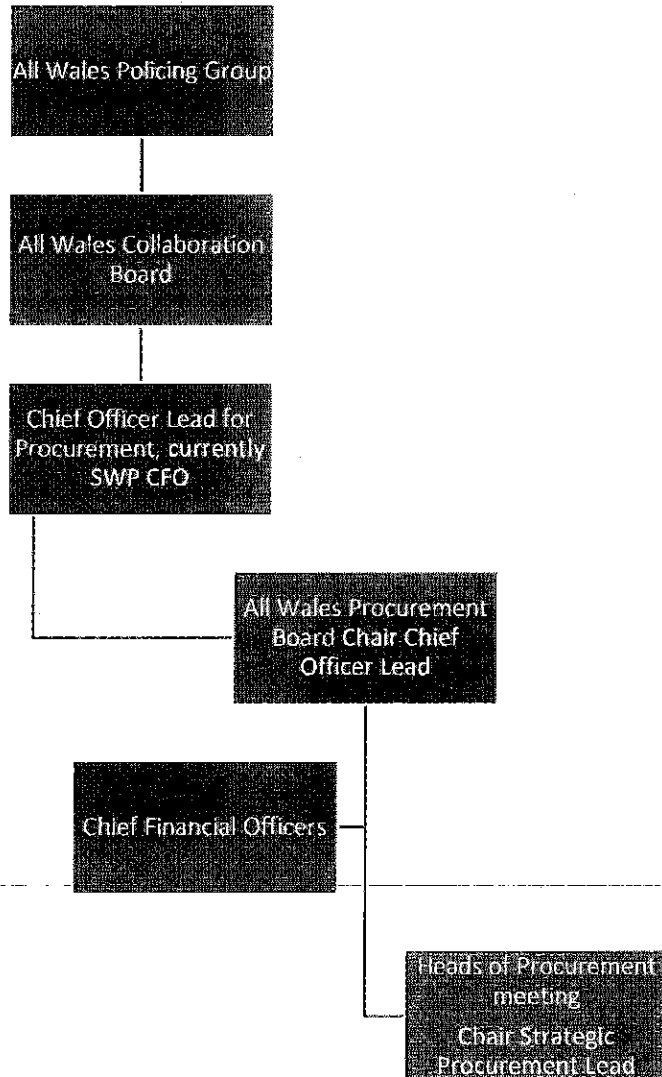 All Wales Policing Group
All Wales Collaboration
Board
Chief Officer Lead for
Procurement, currently
SWP CFO
All Wales Procurement
Board Chair Chief
Officer Lead
Chief Financial Officers
Heads of Procurement
meeting
Chair Strategic
Procurement Lead